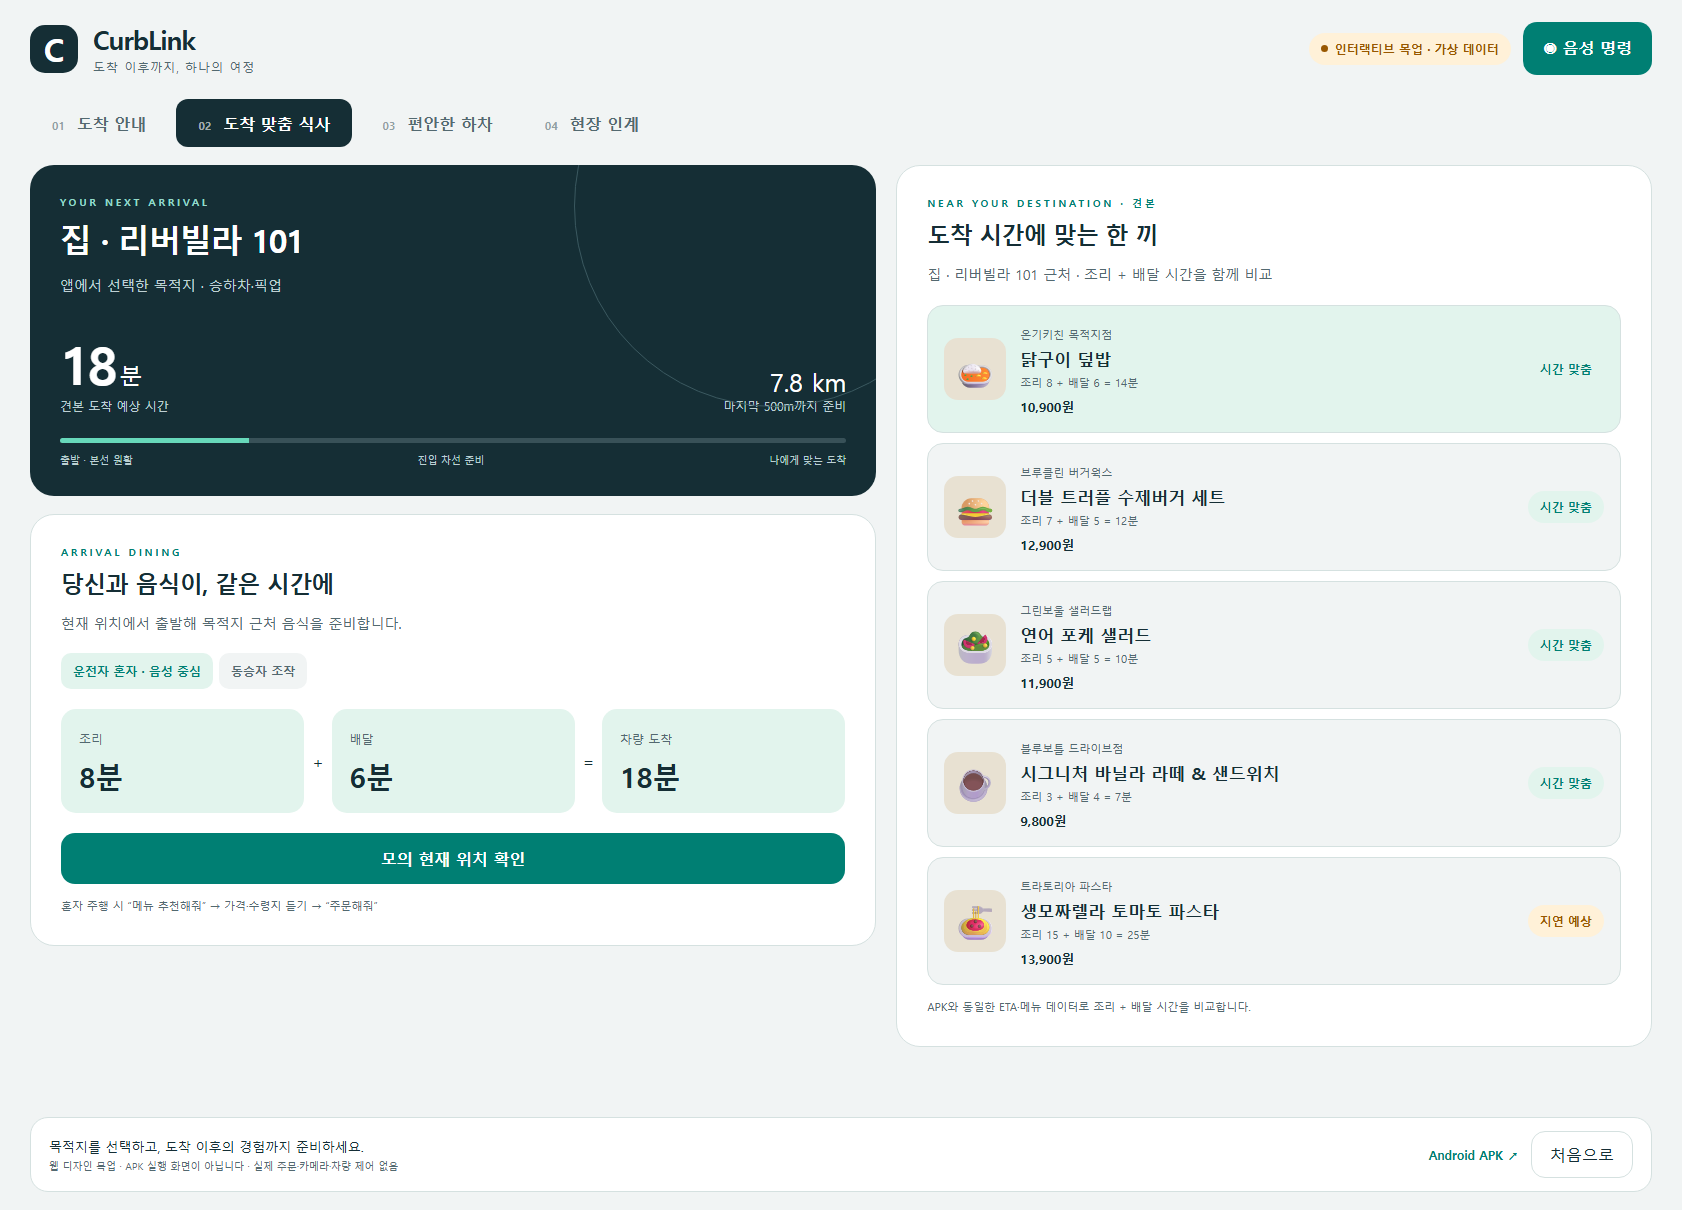 C
CurbLink
도착 이후까지, 하나의 여정
인터랙티브 목업 · 가상 데이터
음성 명령
01 도착 안내
02 도착 맞춤 식사
03 편안한 하차
04 현장 인계
YOUR NEXT ARRIVAL
집 · 리버빌라 101
앱에서 선택한 목적지 · 승하차·픽업
18분
견본 도착 예상 시간
7.8 km
마지막 500m까지 준비
출발 · 본선 원활
진입 차선 준비
나에게 맞는 도착
ARRIVAL DINING
당신과 음식이, 같은 시간에
현재 위치에서 출발해 목적지 근처 음식을 준비합니다.
운전자 혼자 · 음성 중심
동승자 조작
조리
8분
+
배달
6분
=
차량 도착
18분
모의 현재 위치 확인
혼자 주행 시 “메뉴 추천해줘” → 가격·수령지 듣기 → “주문해줘”
NEAR YOUR DESTINATION · 견본
도착 시간에 맞는 한 끼
집 · 리버빌라 101 근처 · 조리 + 배달 시간을 함께 비교
온기키친 목적지점
닭구이 덮밥
조리 8 + 배달 6 = 14분
10,900원
시간 맞춤
브루클린 버거웍스
더블 트러플 수제버거 세트
조리 7 + 배달 5 = 12분
12,900원
시간 맞춤
그린보울 샐러드랩
연어 포케 샐러드
조리 5 + 배달 5 = 10분
11,900원
시간 맞춤
블루보틀 드라이브점
시그니처 바닐라 라떼 & 샌드위치
조리 3 + 배달 4 = 7분
9,800원
시간 맞춤
트라토리아 파스타
생모짜렐라 토마토 파스타
조리 15 + 배달 10 = 25분
13,900원
지연 예상
APK와 동일한 ETA·메뉴 데이터로 조리 + 배달 시간을 비교합니다.
목적지를 선택하고, 도착 이후의 경험까지 준비하세요.
웹 디자인 목업 · APK 실행 화면이 아닙니다 · 실제 주문·카메라·차량 제어 없음
Android APK ↗
처음으로